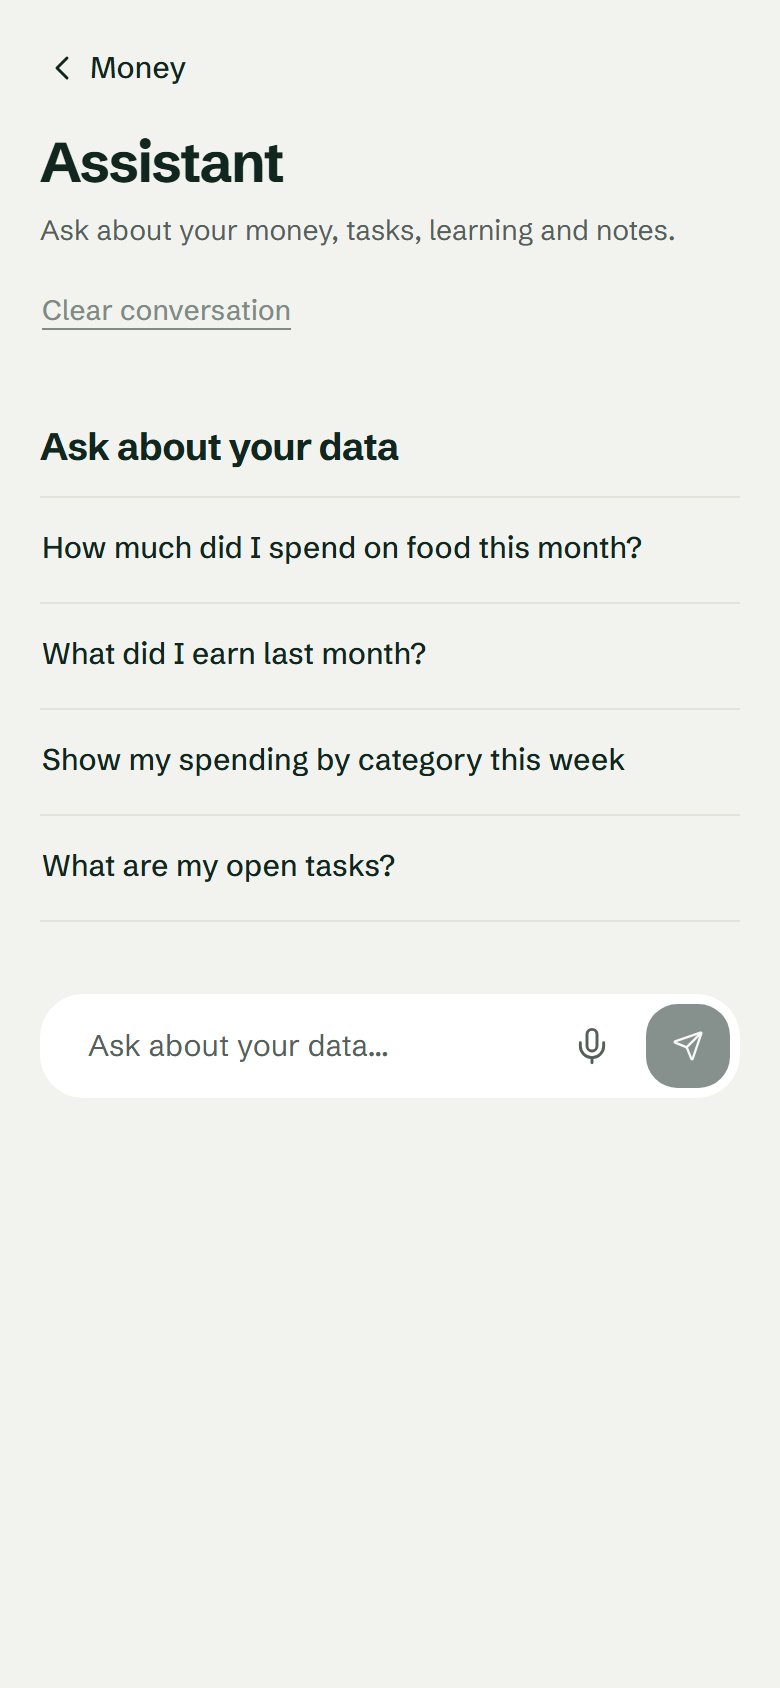 Money
Assistant
Ask about your money, tasks, learning and notes.
Clear conversation
Ask about your data
How much did I spend on food this month?
What did I earn last month?
Show my spending by category this week
What are my open tasks?
Ask about your data…